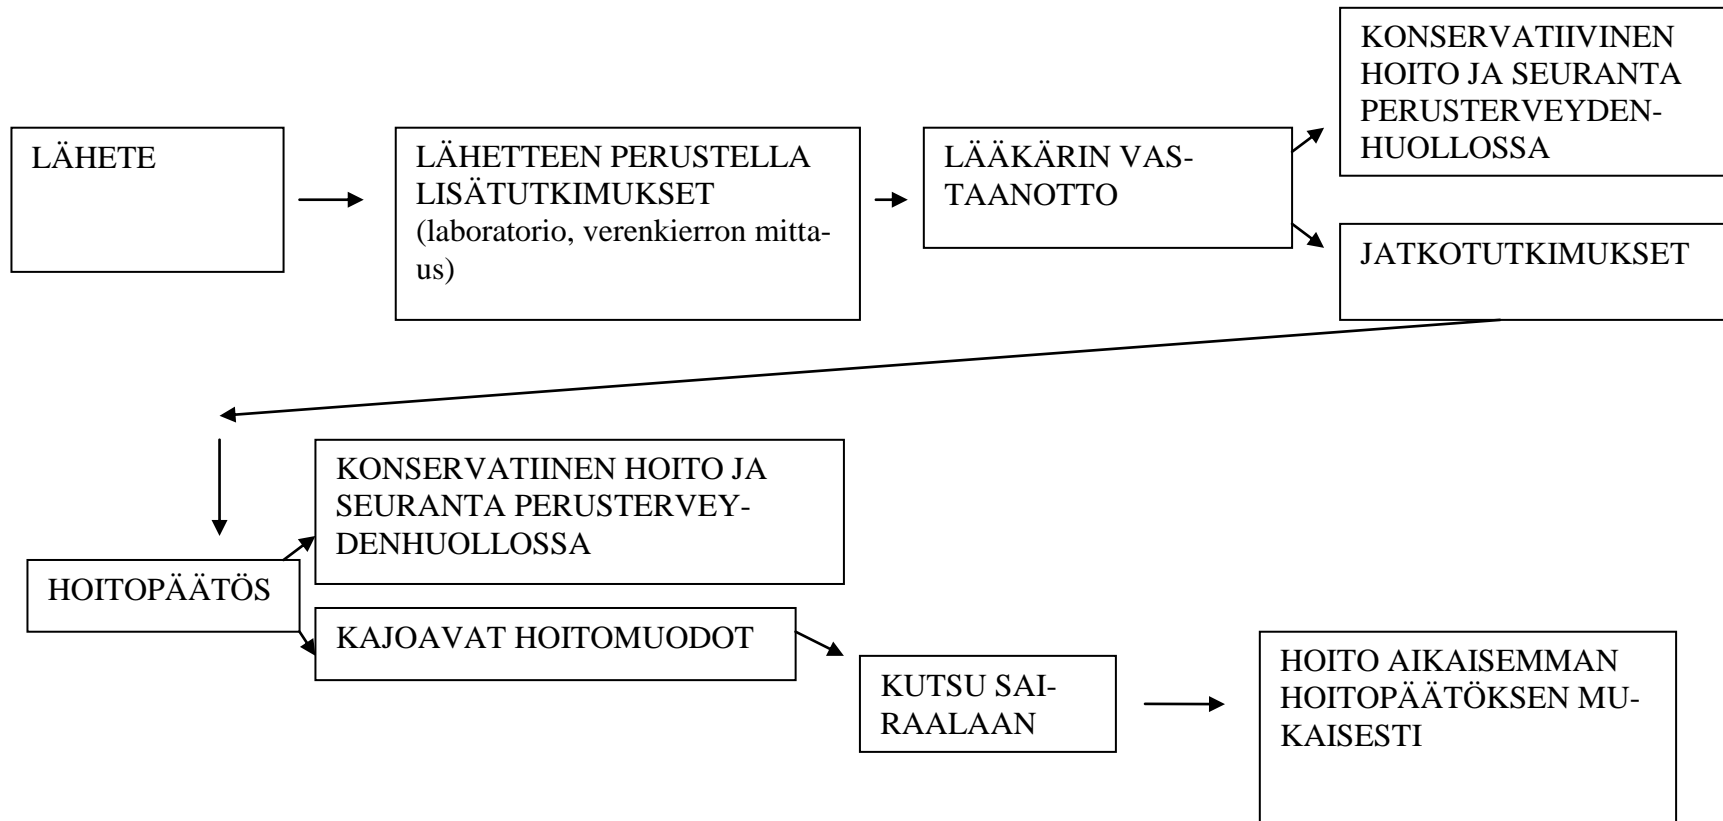 LÄHETE
LÄHETTEEN PERUSTELLA
LISÄTUTKIMUKSET
(laboratorio, verenkierron mitta-
us)
LÄÄKÄRIN VAS-
TAANOTTO
KONSERVATIIVINEN
HOITO JA SEURANTA
PERUSTERVEYDEN-
HUOLLOSSA
JATKOTUTKIMUKSET
HOITOPÄÄTÖS
KONSERVATIINEN HOITO JA
SEURANTA PERUSTERVEY-
DENHUOLLOSSA
KAJOAVAT HOITOMUODOT
KUTSU SAI-
RAALAAN
HOITO AIKAISEMMAN
HOITOPÄÄTÖKSEN MU-
KAISESTI